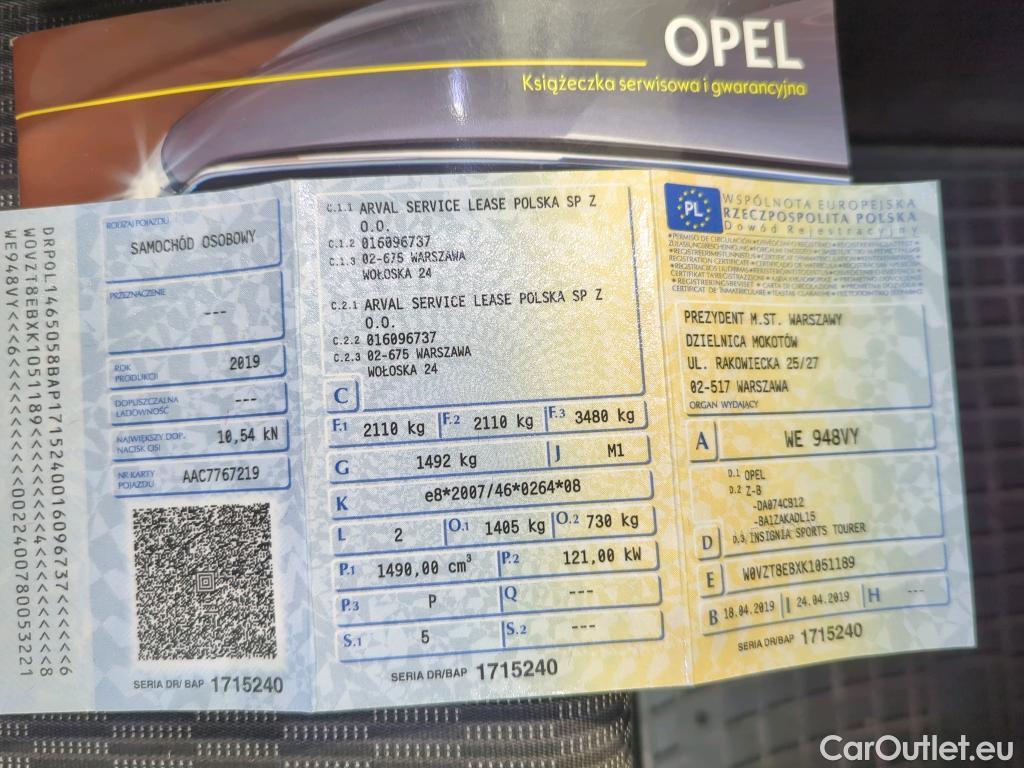 OPEL
Książeczka serwisowa i gwarancyjna
DRPOL1465058BAP1715240016096737<<<<<6
W0VZT8EBXK1051189<<<<<4<<<<<<<<<<<<8
WE948VY<<<6<<<<<<<<<<<<002400780053221
RODZAJ POJAZDU
SAMOCHÓD OSOBOWY
PRZEZNACZENIE
---
ROK PRODUKCJI
2019
DOPUSZCZALNA ŁADOWNOŚĆ
---
NAJWIĘKSZY DOP. NACISK OSI
10,54 kN
NR KARTY POJAZDU
AAC7767219
SERIA DR/BAP 1715240
C.1.1 ARVAL SERVICE LEASE POLSKA SP Z
O.O.
C.1.2 016096737
C.1.3 02-675 WARSZAWA
WOŁOSKA 24
C.2.1 ARVAL SERVICE LEASE POLSKA SP Z
O.O.
C.2.2 016096737
C.2.3 02-675 WARSZAWA
WOŁOSKA 24
C
F.1 2110 kg F.2 2110 kg F.3 3480 kg
G 1492 kg J M1
K e8*2007/46*0264*08
L 2 O.1 1405 kg O.2 730 kg
P.1 1490,00 cm³ P.2 121,00 kW
P.3 P Q ---
S.1 5 S.2 ---
SERIA DR/BAP 1715240
PL
WSPÓLNOTA EUROPEJSKA
RZECZPOSPOLITA POLSKA
Dowód Rejestracyjny
PREZYDENT M.ST. WARSZAWY
DZIELNICA MOKOTÓW
UL. RAKOWIECKA 25/27
02-517 WARSZAWA
ORGAN WYDAJĄCY
A WE 948VY
D.1 OPEL
D.2 Z-B
-DA074CB12
-BA1ZAKADL15
D D.3 INSIGNIA SPORTS TOURER
E W0VZT8EBXK1051189
B 18.04.2019 I 24.04.2019 H ---
SERIA DR/BAP 1715240
CarOutlet.eu